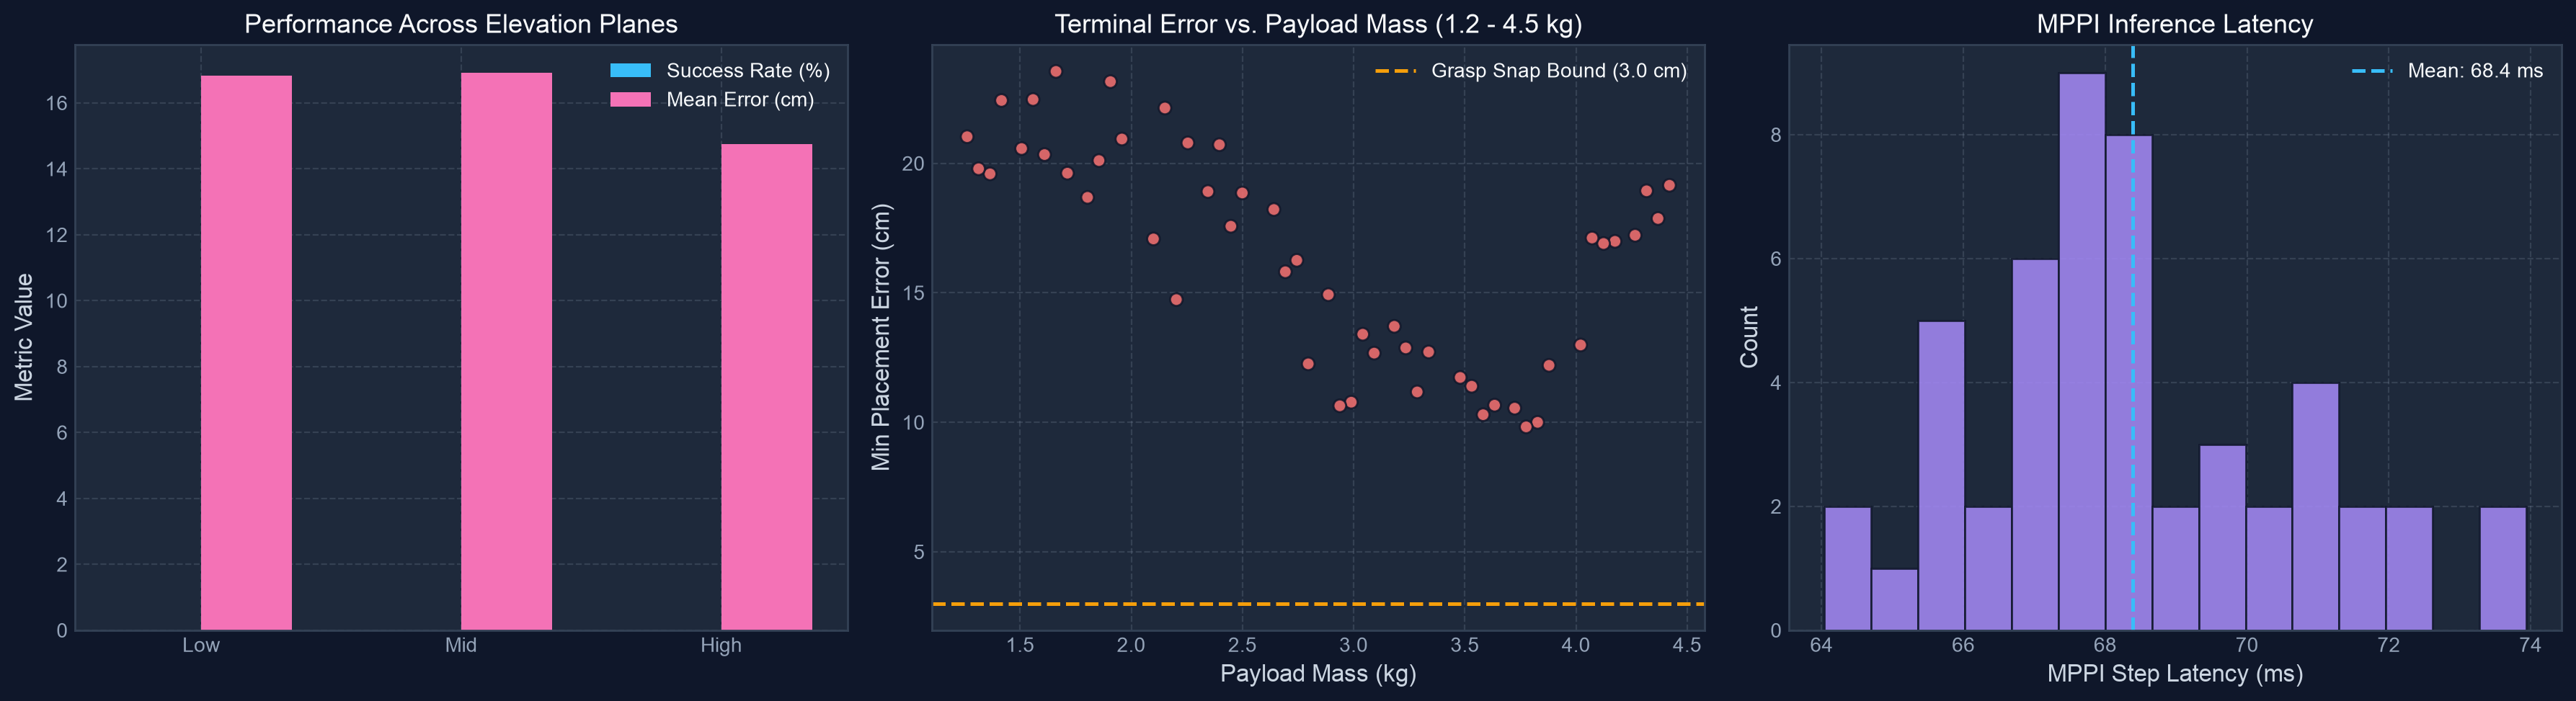 Performance Across Elevation Planes
Metric Value
16
14
12
10
8
6
4
2
0
Low Mid High
Success Rate (%)
Mean Error (cm)
Terminal Error vs. Payload Mass (1.2 - 4.5 kg)
Min Placement Error (cm)
20
15
10
5
1.5 2.0 2.5 3.0 3.5 4.0 4.5
Payload Mass (kg)
Grasp Snap Bound (3.0 cm)
MPPI Inference Latency
Count
8
6
4
2
0
64 66 68 70 72 74
MPPI Step Latency (ms)
Mean: 68.4 ms